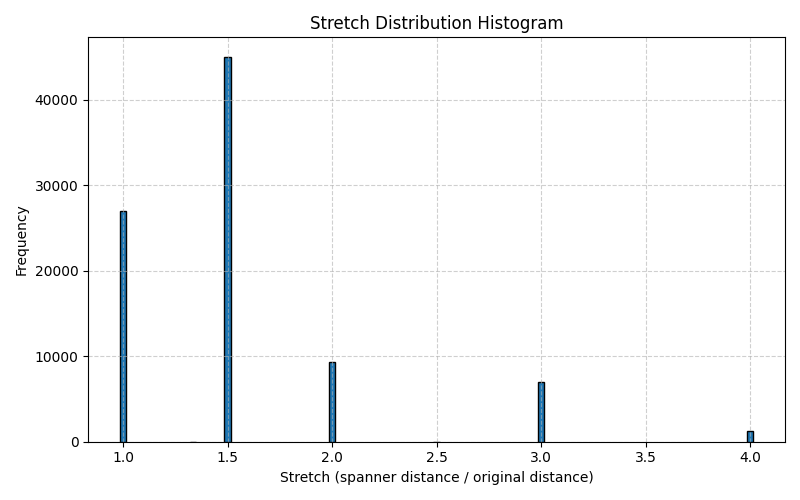 Stretch Distribution Histogram
Frequency
40000
30000
20000
10000
0
1.0 1.5 2.0 2.5 3.0 3.5 4.0
Stretch (spanner distance / original distance)